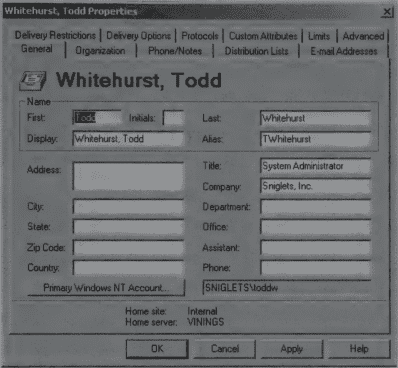 Whitehurst, Todd Properties
Delivery Restrictions Delivery Options Protocols Custom Attributes Limits Advanced
General Organization Phone/Notes Distribution Lists E-mail Addresses
Whitehurst, Todd
Name
First: Todd Initials: Last: Whitehurst
Display: Whitehurst, Todd Alias: TWhitehurst
Address: Title: System Administrator
Company: Sniglets, Inc.
City: Department:
State: Office:
Zip Code: Assistant:
Country: Phone:
Primary Windows NT Account... SNIGLETS\toddw
Home site: Internal
Home server: VININGS
OK Cancel Apply Help